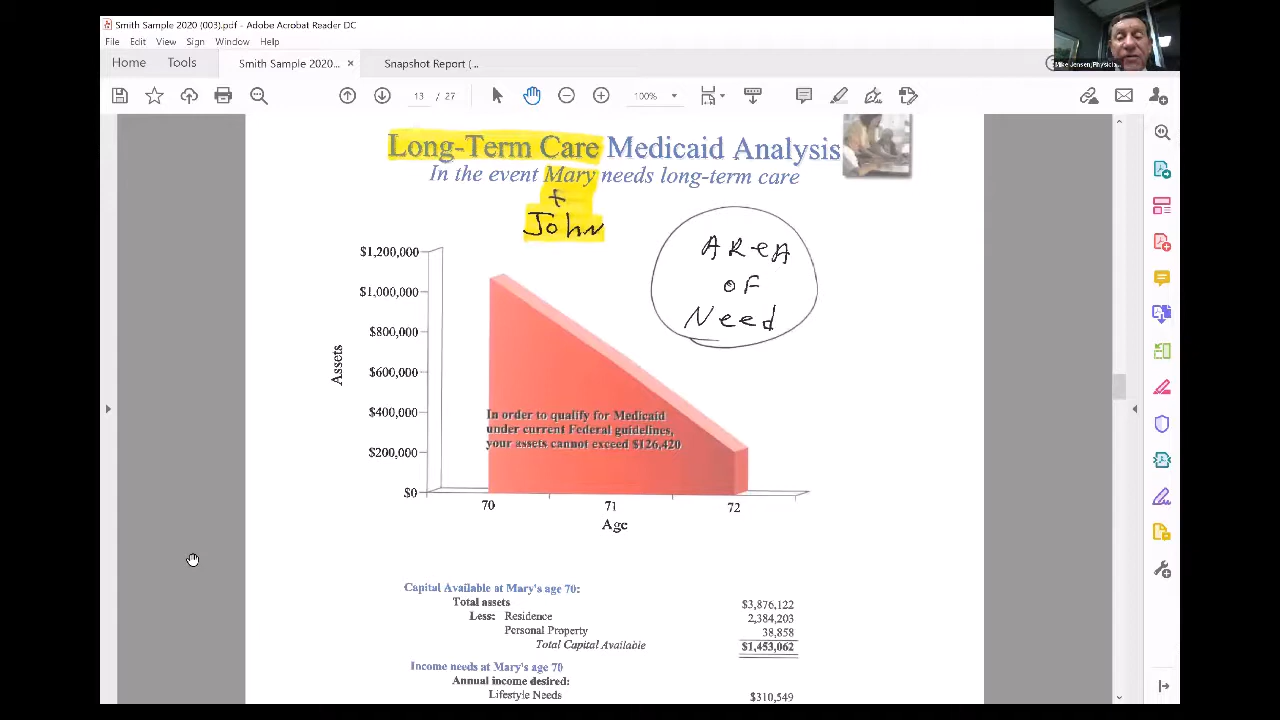 Smith Sample 2020 (003).pdf - Adobe Acrobat Reader DC
File Edit View Sign Window Help
Home Tools Smith Sample 2020... × Snapshot Report (...
13 / 27 100%
Mike Jensen, Physicia...
Long-Term Care Medicaid Analysis
In the event Mary needs long-term care
+
John
AReA
oF
Need
$1,200,000
$1,000,000
$800,000
$600,000
$400,000
$200,000
$0
Assets
In order to qualify for Medicaid
under current Federal guidelines,
your assets cannot exceed $126,420
70 71 72
Age
Capital Available at Mary's age 70:
Total assets $3,876,122
Less: Residence 2,384,203
Personal Property 38,858
Total Capital Available $1,453,062
Income needs at Mary's age 70
Annual income desired:
Lifestyle Needs $310,549